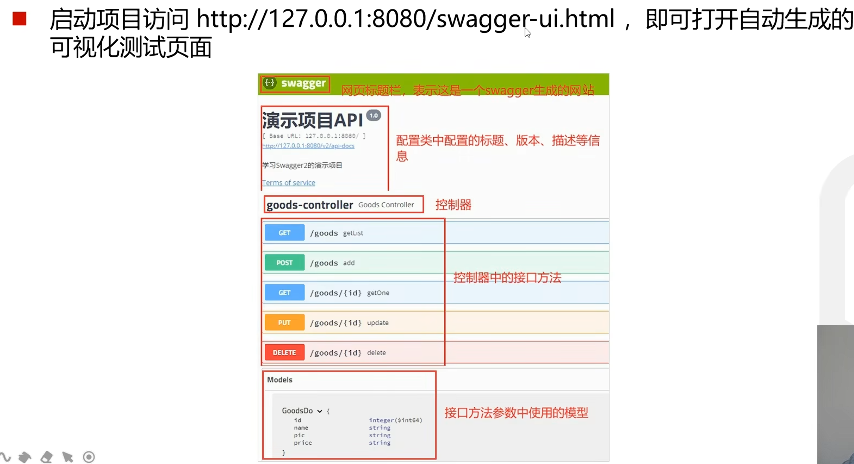 启动项目访问 http://127.0.0.1:8080/swagger-ui.html ，即可打开自动生成的
可视化测试页面
swagger
网页标题栏，表示这是一个swagger生成的网站
演示项目API 1.0
[ Base URL: 127.0.0.1:8080/ ]
http://127.0.0.1:8080/v2/api-docs
配置类中配置的标题、版本、描述等信
息
学习Swagger2的演示项目
Terms of service
goods-controller Goods Controller
控制器
GET /goods getList
POST /goods add
控制器中的接口方法
GET /goods/{id} getOne
PUT /goods/{id} update
DELETE /goods/{id} delete
Models
GoodsDo {
id integer($int64)
name string
pic string
price string
}
接口方法参数中使用的模型